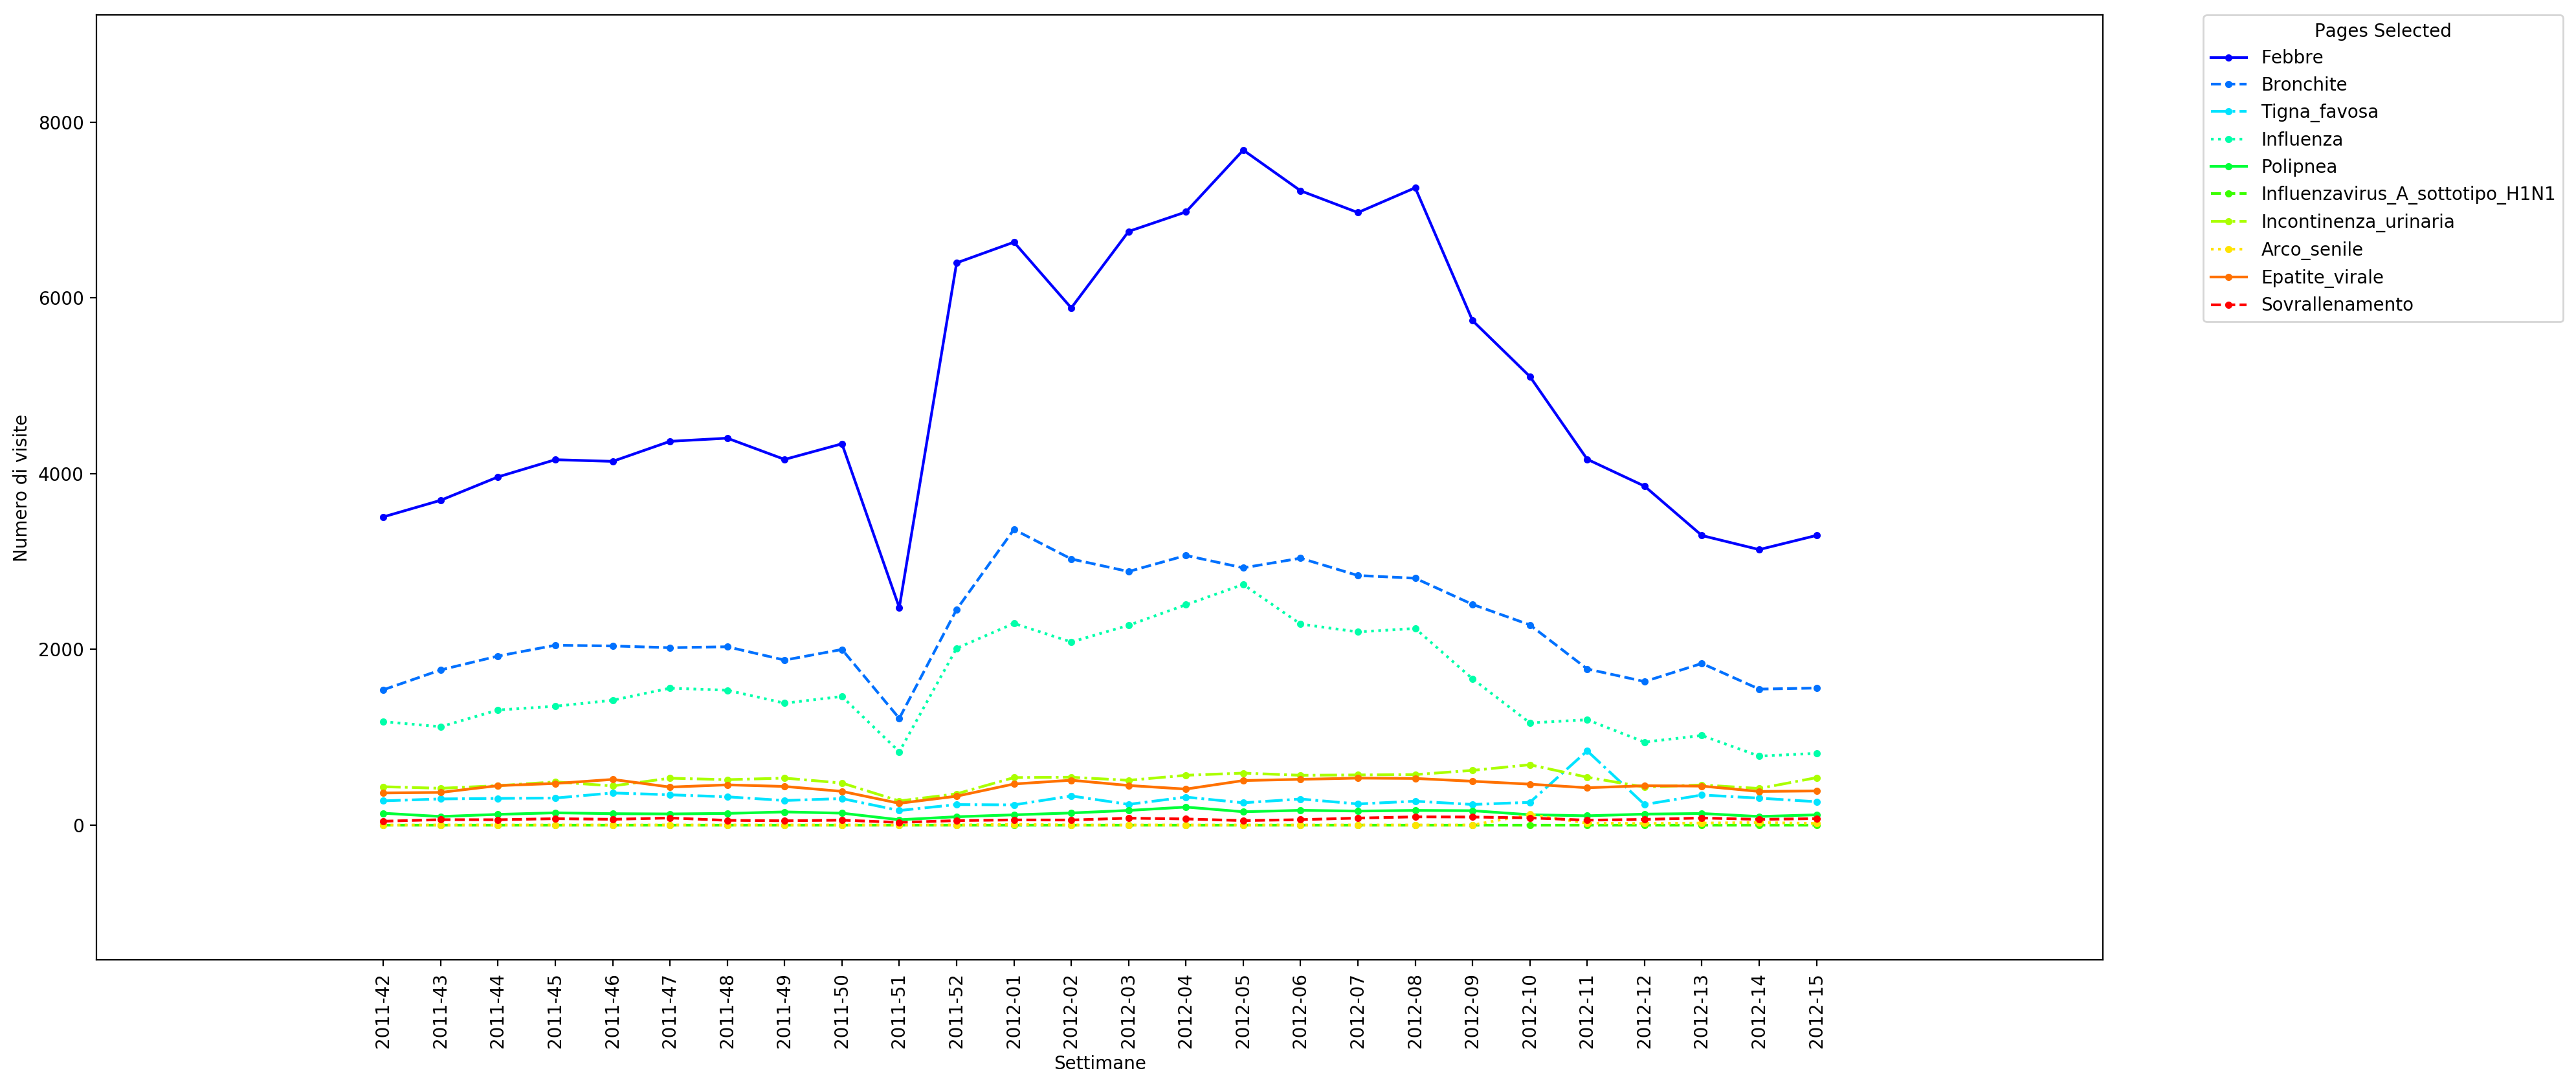 Pages Selected
Febbre
Bronchite
Tigna_favosa
Influenza
Polipnea
Influenzavirus_A_sottotipo_H1N1
Incontinenza_urinaria
Arco_senile
Epatite_virale
Sovrallenamento
Numero di visite
8000
6000
4000
2000
0
2011-42
2011-43
2011-44
2011-45
2011-46
2011-47
2011-48
2011-49
2011-50
2011-51
2011-52
2012-01
2012-02
2012-03
2012-04
2012-05
2012-06
2012-07
2012-08
2012-09
2012-10
2012-11
2012-12
2012-13
2012-14
2012-15
Settimane